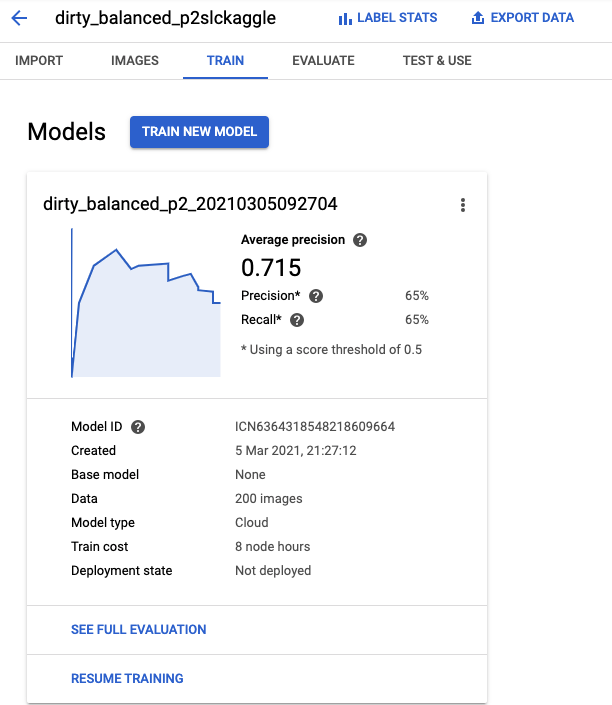 dirty_balanced_p2slckaggle
LABEL STATS
EXPORT DATA
IMPORT
IMAGES
TRAIN
EVALUATE
TEST & USE
Models
TRAIN NEW MODEL
dirty_balanced_p2_20210305092704
Average precision
0.715
Precision* 65%
Recall* 65%
* Using a score threshold of 0.5
Model ID ICN6364318548218609664
Created 5 Mar 2021, 21:27:12
Base model None
Data 200 images
Model type Cloud
Train cost 8 node hours
Deployment state Not deployed
SEE FULL EVALUATION
RESUME TRAINING